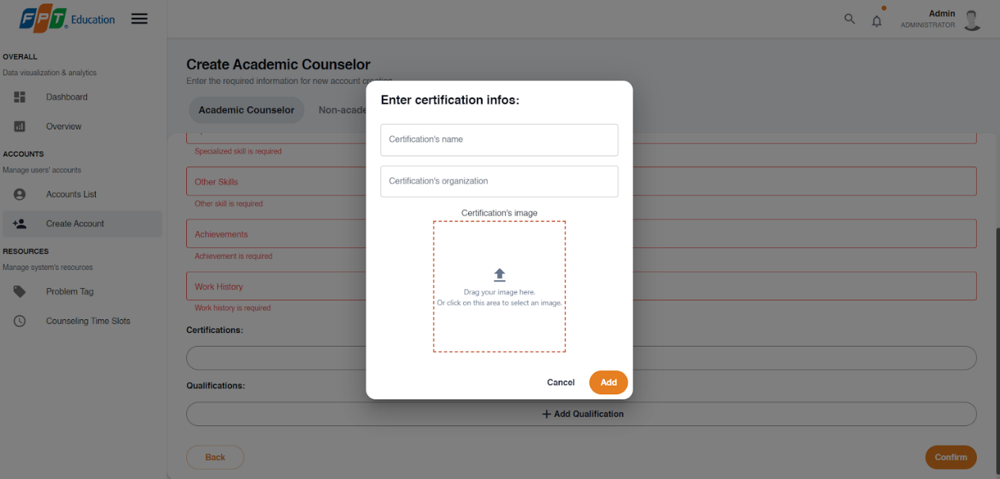 FPT Education
Admin
ADMINISTRATOR
OVERALL
Data visualization & analytics
Dashboard
Overview
ACCOUNTS
Manage users' accounts
Accounts List
Create Account
RESOURCES
Manage system's resources
Problem Tag
Counseling Time Slots
Create Academic Counselor
Enter the required information for new account creation
Academic Counselor
Non-acade
Specialized skill is required
Other Skills
Other skill is required
Achievements
Achievement is required
Work History
Work history is required
Certifications:
Qualifications:
+ Add Qualification
Back
Confirm
Enter certification infos:
Certification's name
Certification's organization
Certification's image
Drag your image here.
Or click on this area to select an image.
Cancel
Add